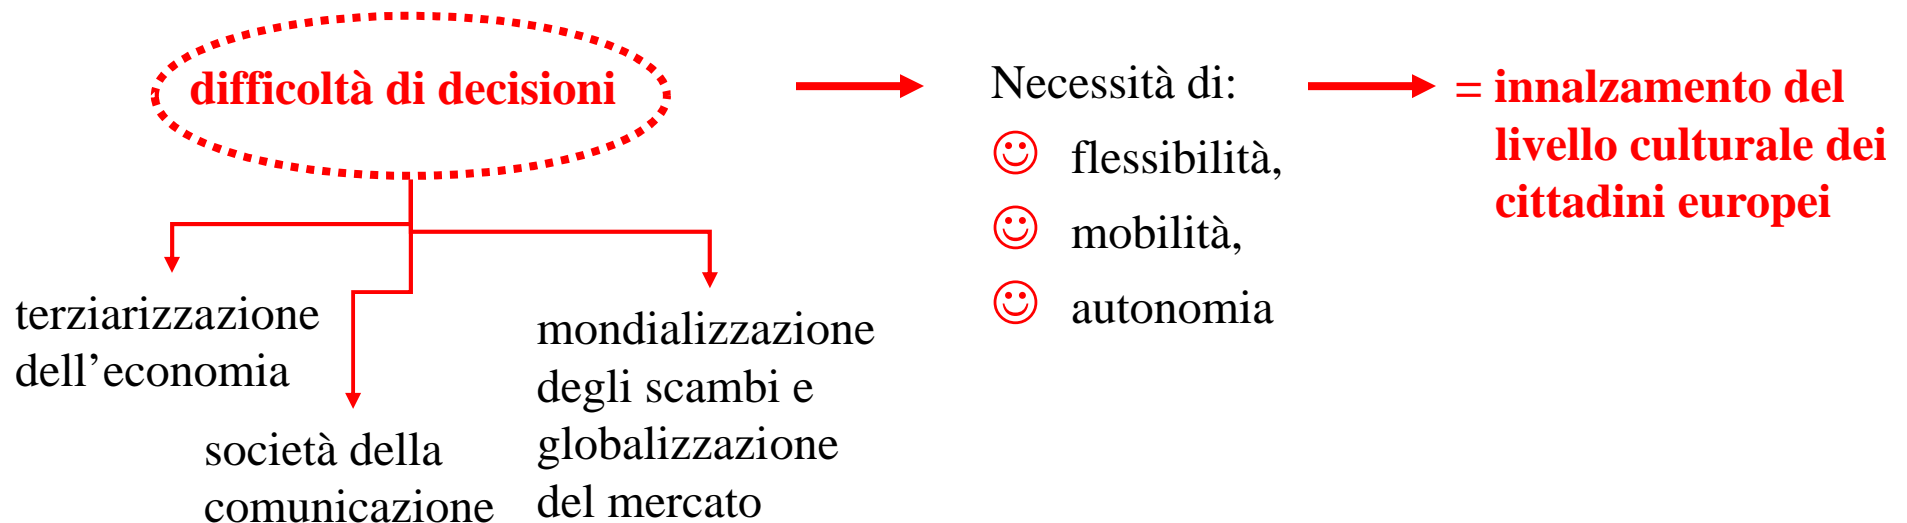 difficoltà di decisioni
terziarizzazione
dell’economia
società della
comunicazione
mondializzazione
degli scambi e
globalizzazione
del mercato
Necessità di:
flessibilità,
mobilità,
autonomia
= innalzamento del
livello culturale dei
cittadini europei